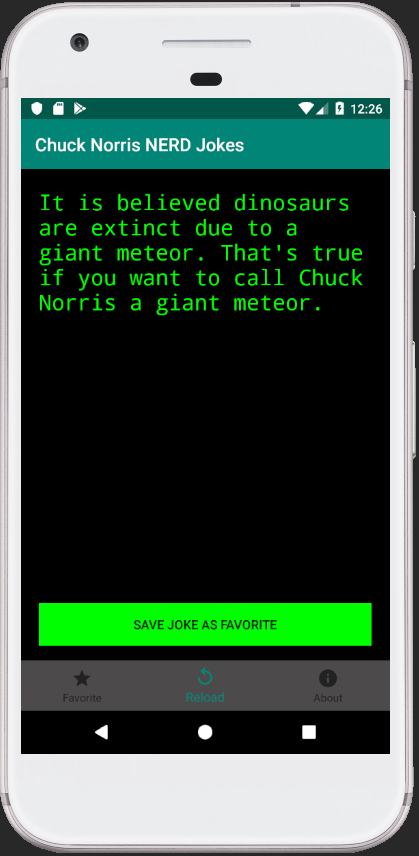 12:26
Chuck Norris NERD Jokes
It is believed dinosaurs
are extinct due to a
giant meteor. That's true
if you want to call Chuck
Norris a giant meteor.
SAVE JOKE AS FAVORITE
Favorite Reload About